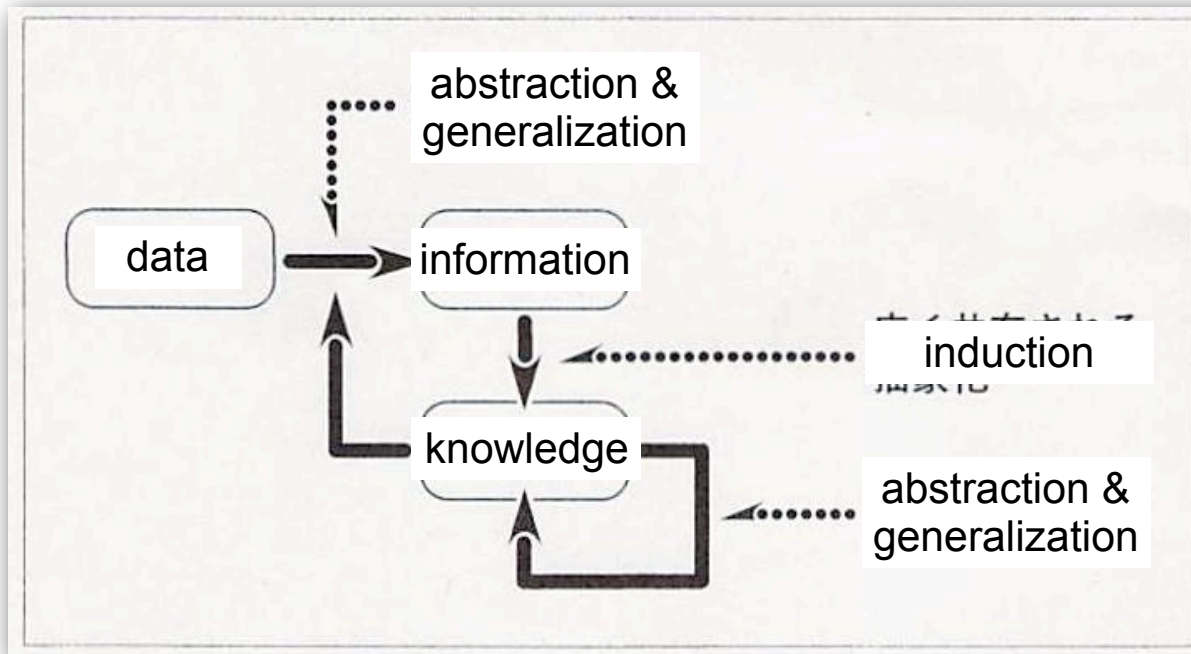 abstraction &
generalization
data
information
induction
knowledge
abstraction &
generalization